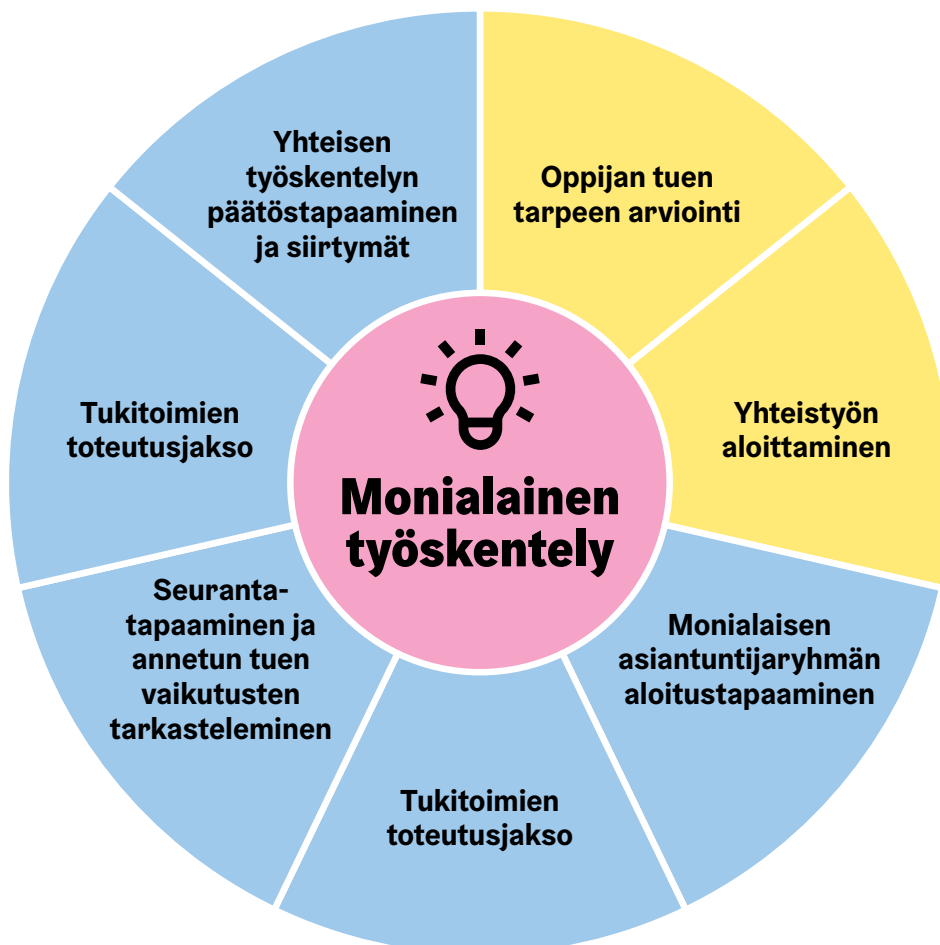 Monialainen
työskentely
Oppijan tuen
tarpeen arviointi
Yhteistyön
aloittaminen
Monialaisen
asiantuntijaryhmän
aloitustapaaminen
Tukitoimien
toteutusjakso
Seuranta-
tapaaminen ja
annetun tuen
vaikutusten
tarkasteleminen
Tukitoimien
toteutusjakso
Yhteisen
työskentelyn
päätöstapaaminen
ja siirtymät